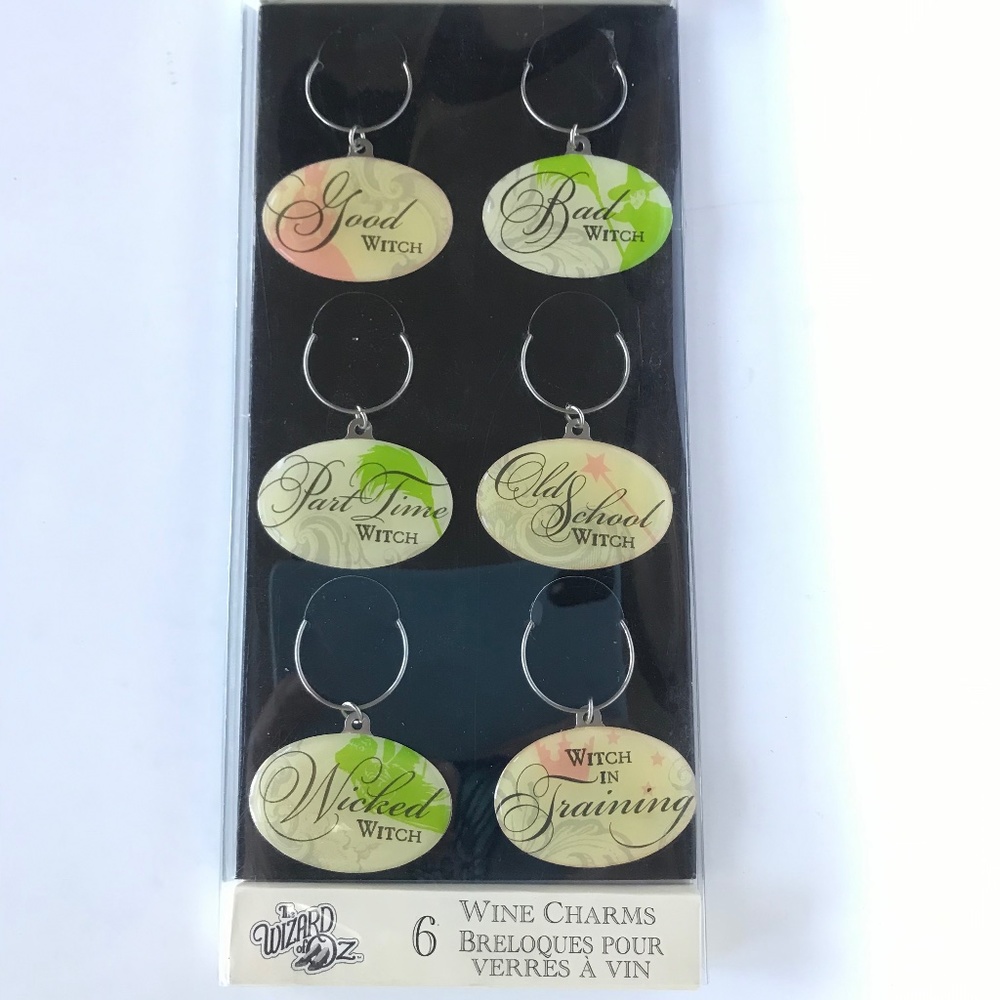 Good
WITCH
Bad
WITCH
Part Time
WITCH
Old School
WITCH
Wicked
WITCH
WITCH
IN
Training
THE
WIZARD
of OZ
6
WINE CHARMS
BRELOQUES POUR
VERRES À VIN